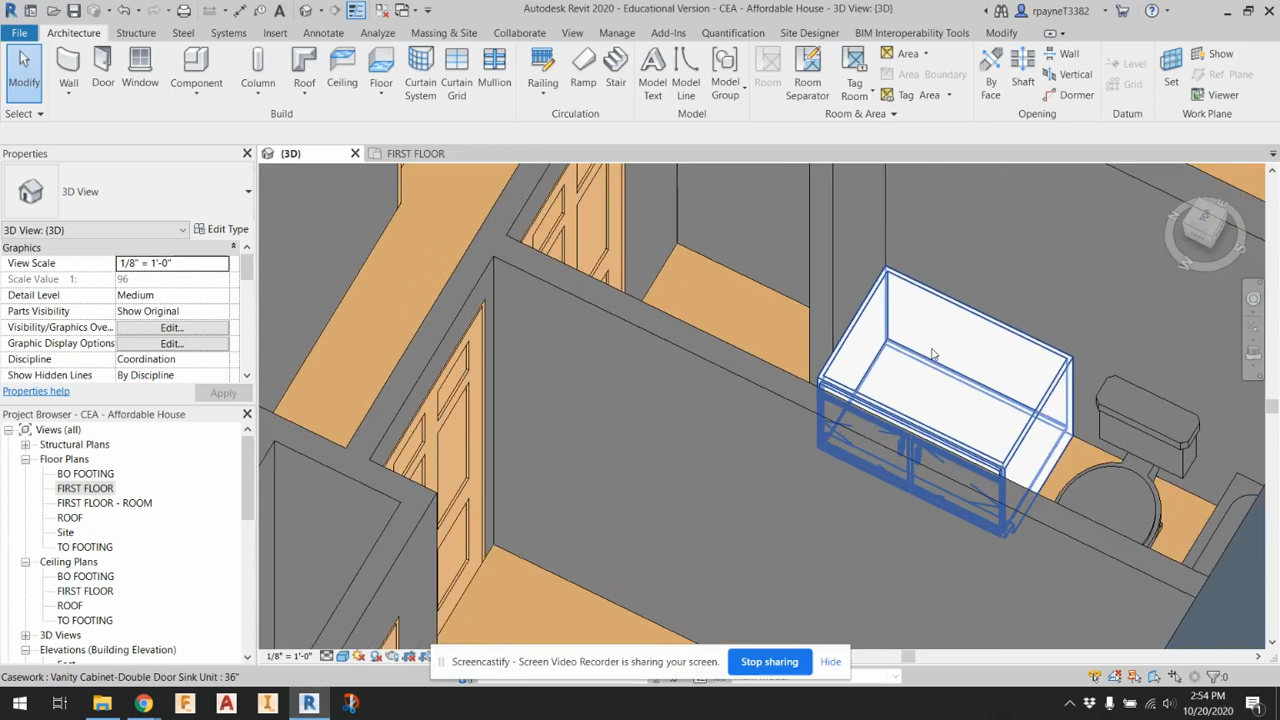 Autodesk Revit 2020 - Educational Version - CEA - Affordable House - 3D View: {3D}
rpayneT3382
File Architecture Structure Steel Systems Insert Annotate Analyze Massing & Site Collaborate View Manage Add-Ins Quantification Site Designer BIM Interoperability Tools Modify
Modify Wall Door Window Component Column Roof Ceiling Floor Curtain System Curtain Grid Mullion Railing Ramp Stair Model Text Model Line Model Group Room Room Separator Tag Room Area Area Boundary Tag Area By Face Shaft Wall Vertical Dormer Level Grid Set Show Ref Plane Viewer
Select Build Circulation Model Room & Area Opening Datum Work Plane
Properties
{3D} FIRST FLOOR
3D View
3D View: {3D} Edit Type
Graphics
View Scale 1/8" = 1'-0"
Scale Value 1: 96
Detail Level Medium
Parts Visibility Show Original
Visibility/Graphics Ove... Edit...
Graphic Display Options Edit...
Discipline Coordination
Show Hidden Lines By Discipline
Properties help Apply
Project Browser - CEA - Affordable House
Views (all)
Structural Plans
Floor Plans
BO FOOTING
FIRST FLOOR
FIRST FLOOR - ROOM
ROOF
Site
TO FOOTING
Ceiling Plans
BO FOOTING
FIRST FLOOR
ROOF
TO FOOTING
3D Views
Elevations (Building Elevation)
1/8" = 1'-0"
Screencastify - Screen Video Recorder is sharing your screen. Stop sharing Hide
Casework : Vanity Cabinet-Double Door Sink Unit : 36"
:0
2:54 PM
10/20/2020